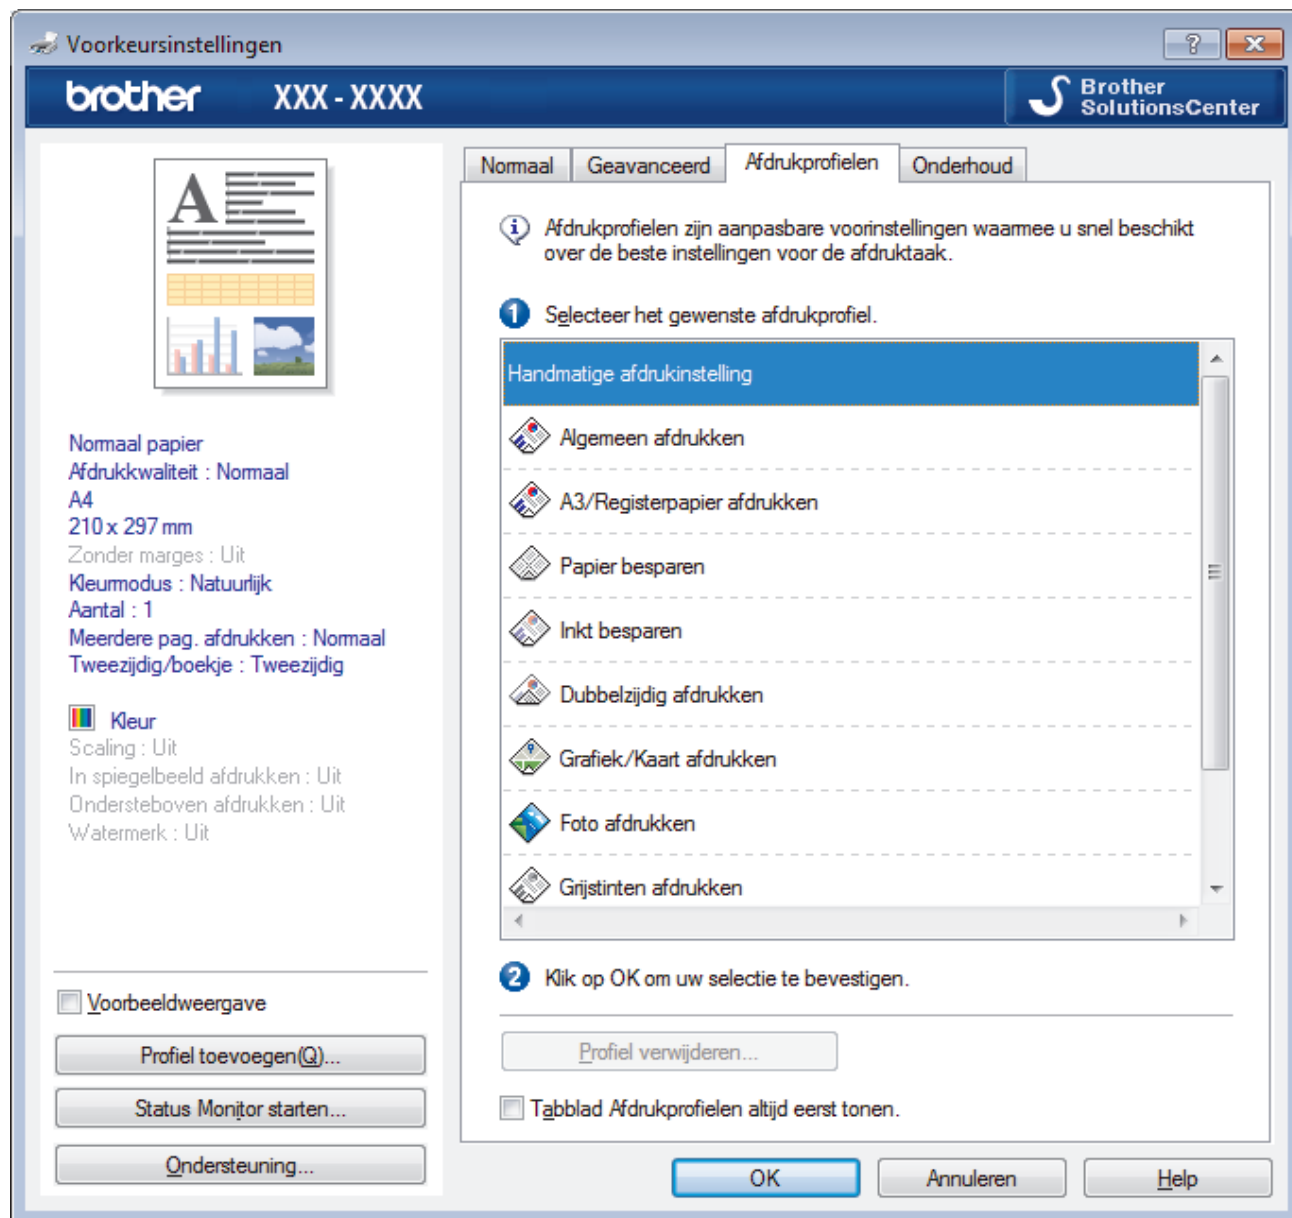 Voorkeursinstellingen
brother XXX - XXXX
Brother
SolutionsCenter
Normaal papier
Afdrukkwaliteit : Normaal
A4
210 x 297 mm
Zonder marges : Uit
Kleurmodus : Natuurlijk
Aantal : 1
Meerdere pag. afdrukken : Normaal
Tweezijdig/boekje : Tweezijdig
Kleur
Scaling : Uit
In spiegelbeeld afdrukken : Uit
Ondersteboven afdrukken : Uit
Watermerk : Uit
Voorbeeldweergave
Profiel toevoegen(Q)...
Status Monitor starten...
Ondersteuning...
Normaal Geavanceerd Afdrukprofielen Onderhoud
Afdrukprofielen zijn aanpasbare voorinstellingen waarmee u snel beschikt
over de beste instellingen voor de afdruktaak.
1 Selecteer het gewenste afdrukprofiel.
Handmatige afdrukinstelling
Algemeen afdrukken
A3/Registerpapier afdrukken
Papier besparen
Inkt besparen
Dubbelzijdig afdrukken
Grafiek/Kaart afdrukken
Foto afdrukken
Grijstinten afdrukken
2 Klik op OK om uw selectie te bevestigen.
Profiel verwijderen...
Tabblad Afdrukprofielen altijd eerst tonen.
OK Annuleren Help